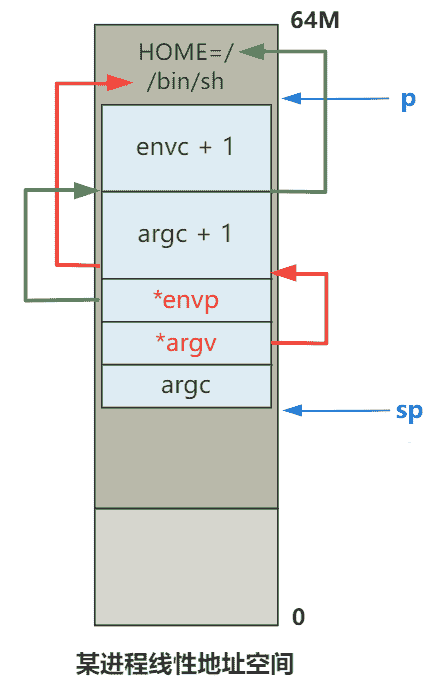 64M
HOME=/
/bin/sh
p
envc + 1
argc + 1
*envp
*argv
argc
sp
0
某进程线性地址空间